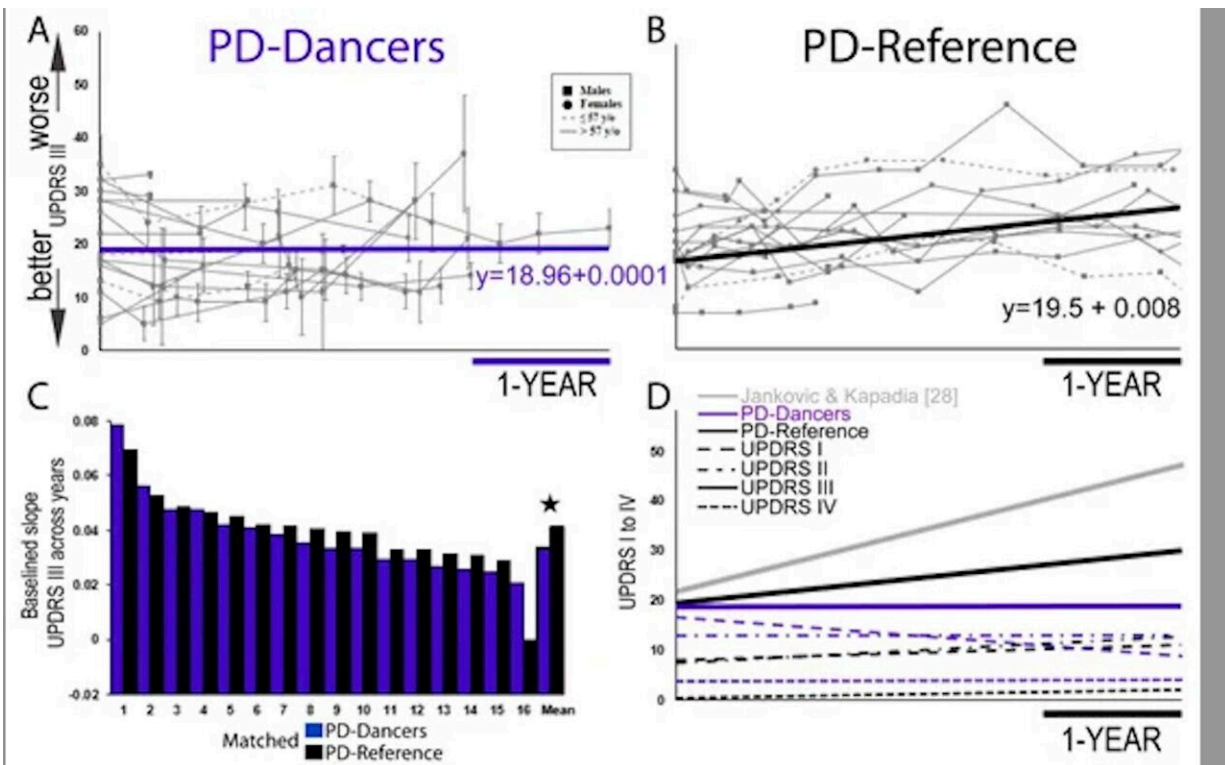 A
PD-Dancers
worse
UPDRS III
better
60
50
40
30
20
10
0
Males
Females
≤ 57 y/o
> 57 y/o
y=18.96+0.0001
1-YEAR
B
PD-Reference
y=19.5 + 0.008
1-YEAR
C
Baselined slope
UPDRS III across years
0.08
0.06
0.04
0.02
0
-0.02
★
1 2 3 4 5 6 7 8 9 10 11 12 13 14 15 16 Mean
Matched
PD-Dancers
PD-Reference
D
Jankovic & Kapadia [28]
PD-Dancers
PD-Reference
UPDRS I
UPDRS II
UPDRS III
UPDRS IV
UPDRS I to IV
50
40
30
20
10
0
1-YEAR